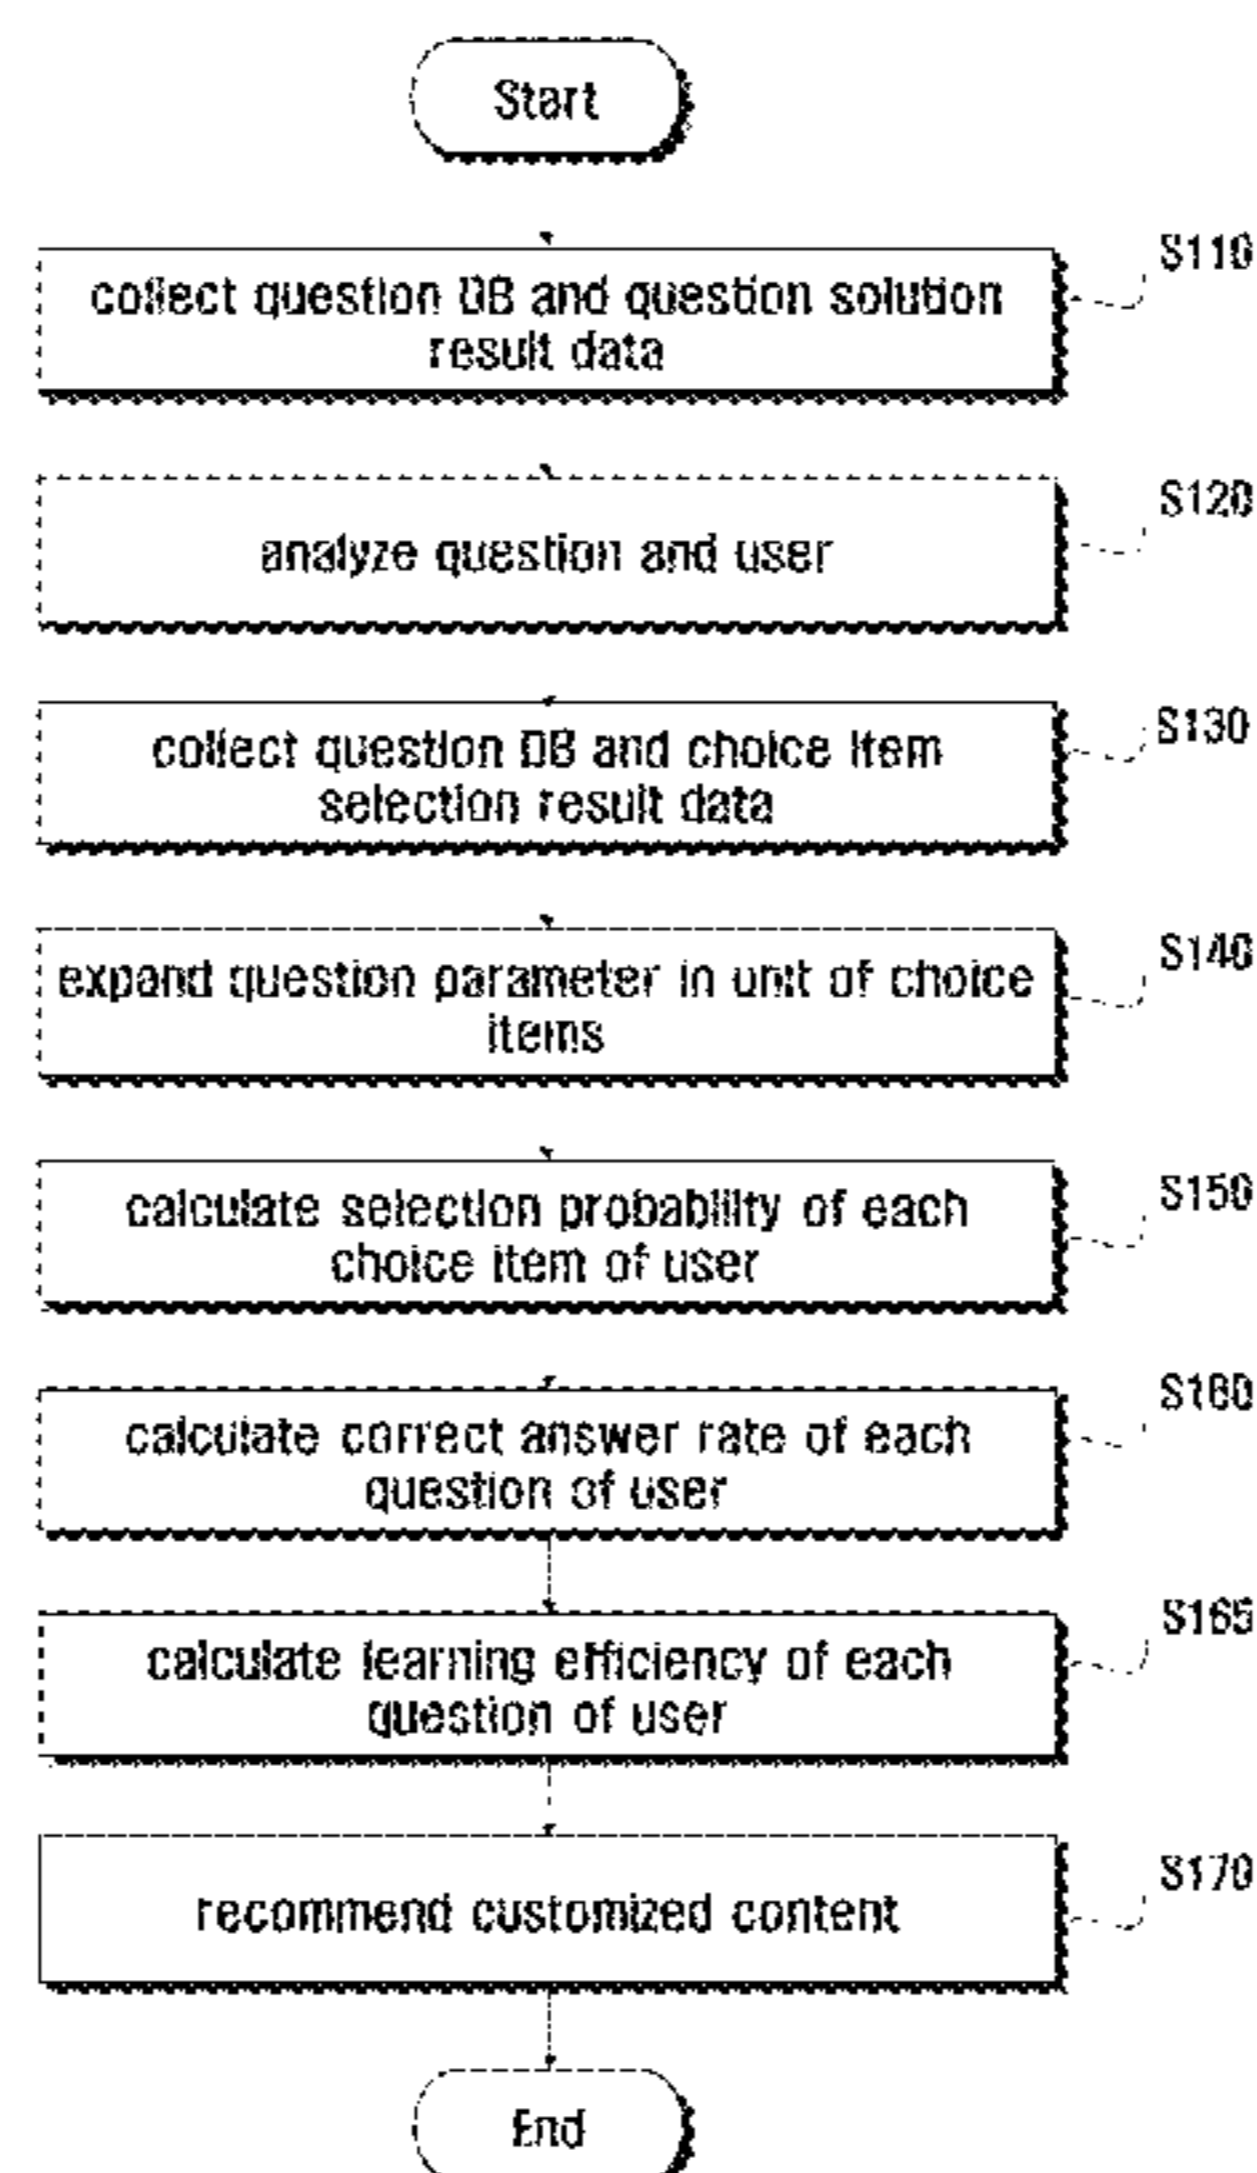 Start
S110
collect question DB and question solution
result data
S120
analyze question and user
S130
collect question DB and choice item
selection result data
S140
expand question parameter in unit of choice
items
S150
calculate selection probability of each
choice item of user
S160
calculate correct answer rate of each
question of user
S165
calculate learning efficiency of each
question of user
S170
recommend customized content
End